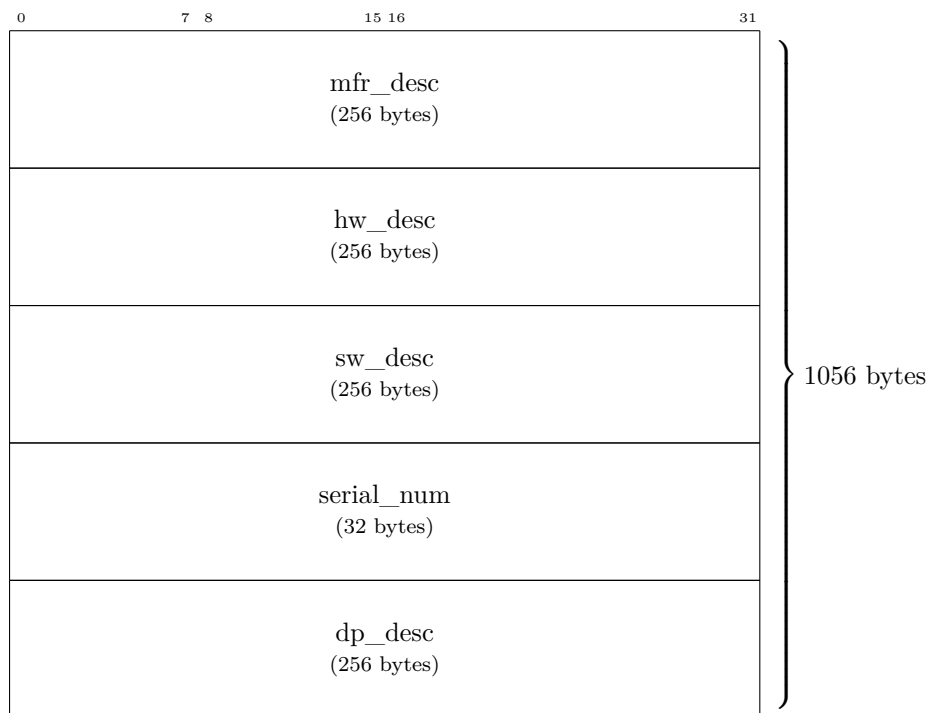 0 7 8 15 16 31
mfr_desc
(256 bytes)
hw_desc
(256 bytes)
sw_desc
(256 bytes)
1056 bytes
serial_num
(32 bytes)
dp_desc
(256 bytes)